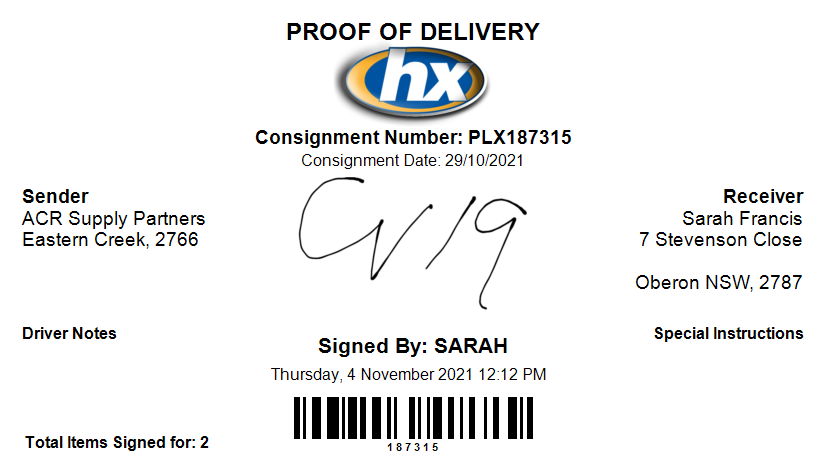 PROOF OF DELIVERY
hx
Consignment Number: PLX187315
Consignment Date: 29/10/2021
Sender
ACR Supply Partners
Eastern Creek, 2766
CV19
Receiver
Sarah Francis
7 Stevenson Close
Oberon NSW, 2787
Driver Notes
Special Instructions
Signed By: SARAH
Thursday, 4 November 2021 12:12 PM
187315
Total Items Signed for: 2